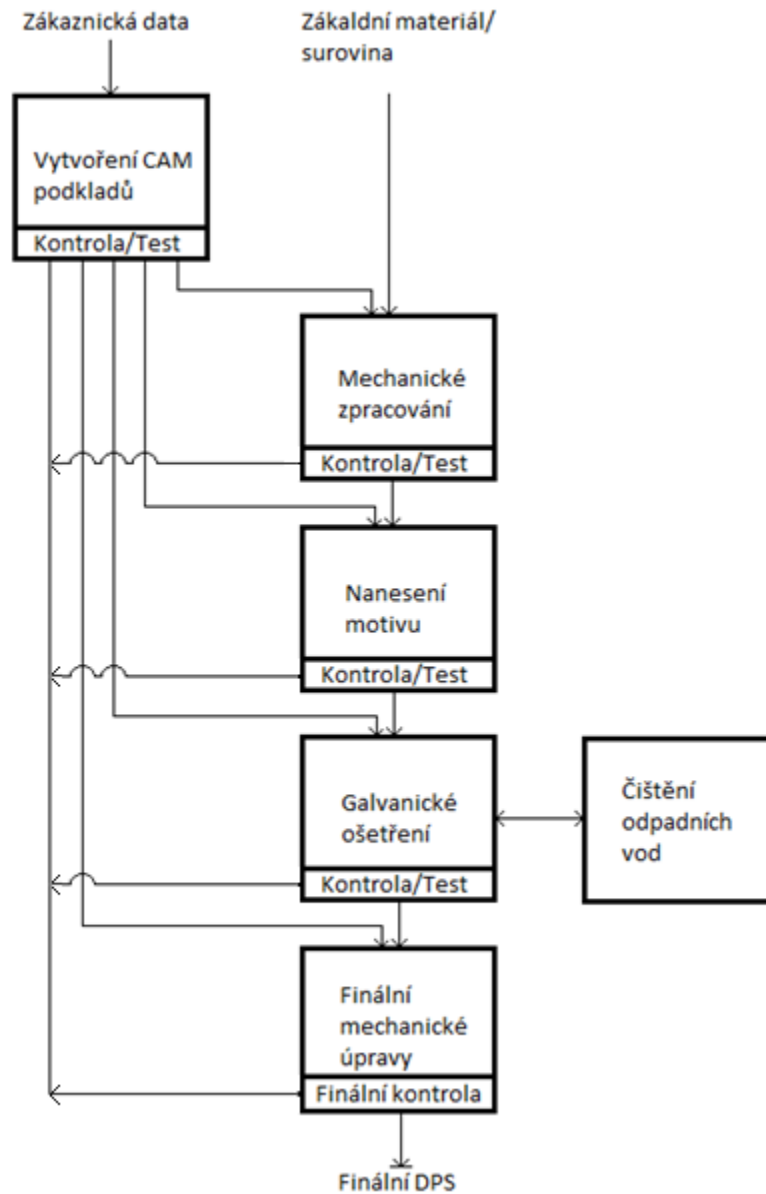 Zákaznická data
Zákaldní materiál/
surovina
Vytvoření CAM
podkladů
Kontrola/Test
Mechanické
zpracování
Kontrola/Test
Nanesení
motivu
Kontrola/Test
Galvanické
ošetření
Kontrola/Test
Čištění
odpadních
vod
Finální
mechanické
úpravy
Finální kontrola
Finální DPS